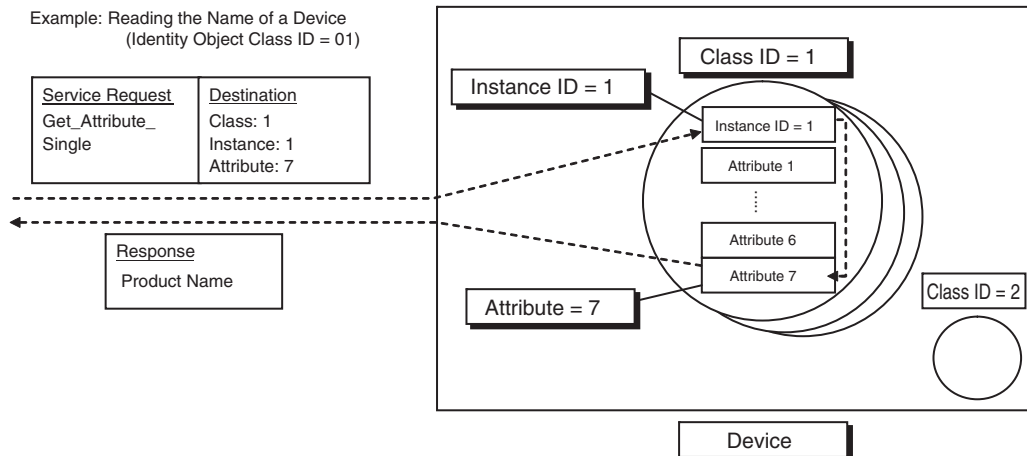 Example: Reading the Name of a Device
(Identity Object Class ID = 01)
Service Request
Get_Attribute_
Single
Destination
Class: 1
Instance: 1
Attribute: 7
Response
Product Name
Class ID = 1
Instance ID = 1
Instance ID = 1
Attribute 1
Attribute 6
Attribute 7
Attribute = 7
Class ID = 2
Device